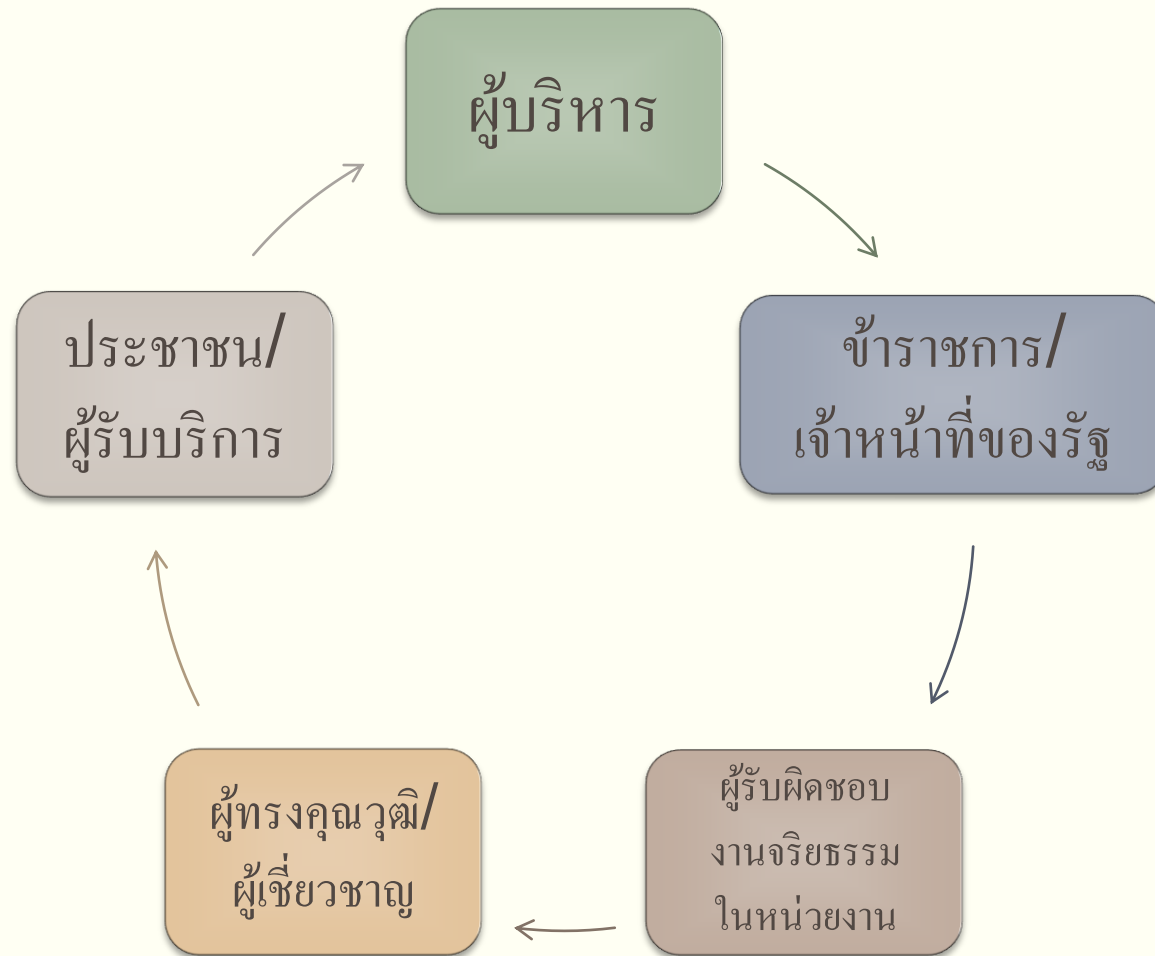 ผู้บริหาร
ข้าราชการ/
เจ้าหน้าที่ของรัฐ
ผู้รับผิดชอบ
งานจริยธรรม
ในหน่วยงาน
ผู้ทรงคุณวุฒิ/
ผู้เชี่ยวชาญ
ประชาชน/
ผู้รับบริการ